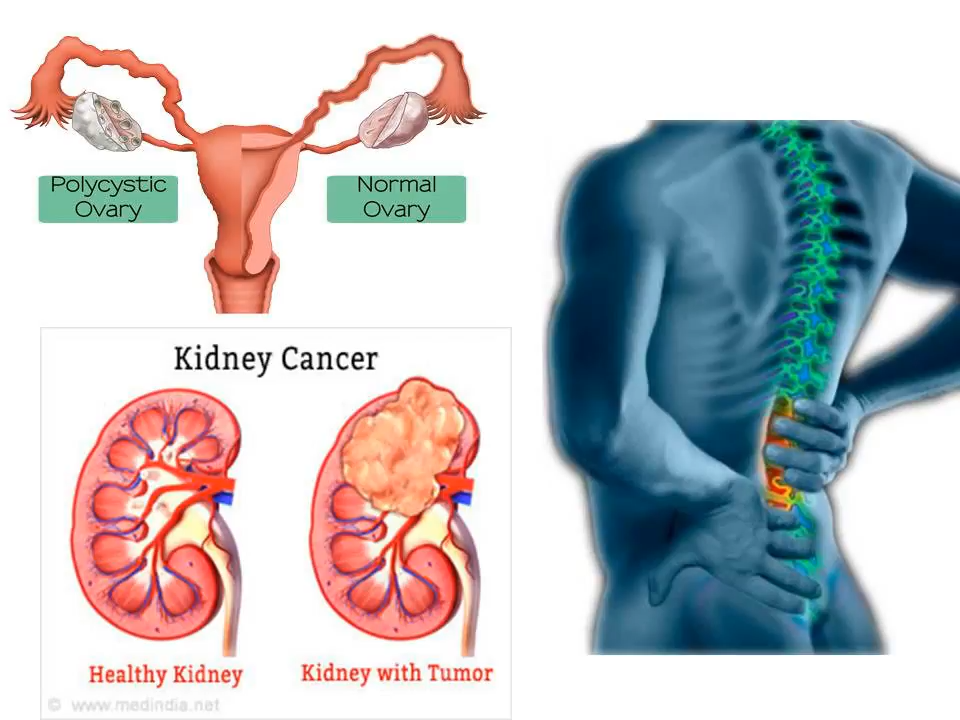 Polycystic
Ovary
Normal
Ovary
Kidney Cancer
Healthy Kidney
Kidney with Tumor
© www.medindia.net